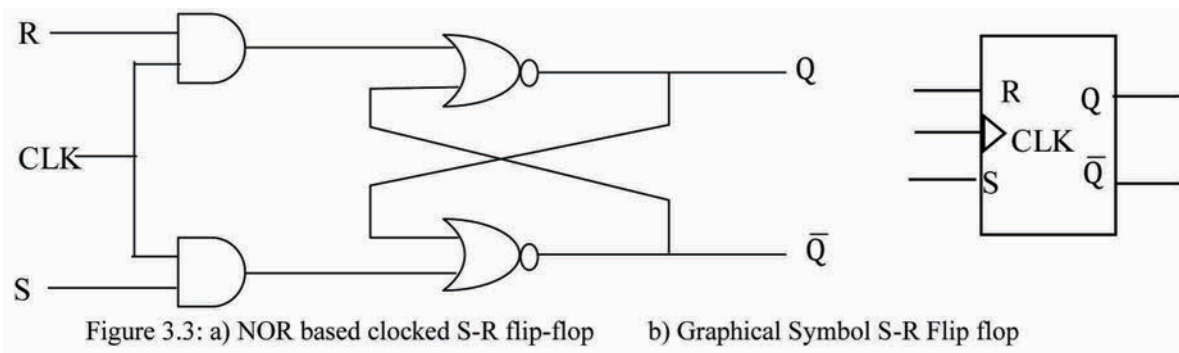 R
Q
CLK
Q̅
S
R
Q
CLK
Q̅
S
Figure 3.3: a) NOR based clocked S-R flip-flop b) Graphical Symbol S-R Flip flop